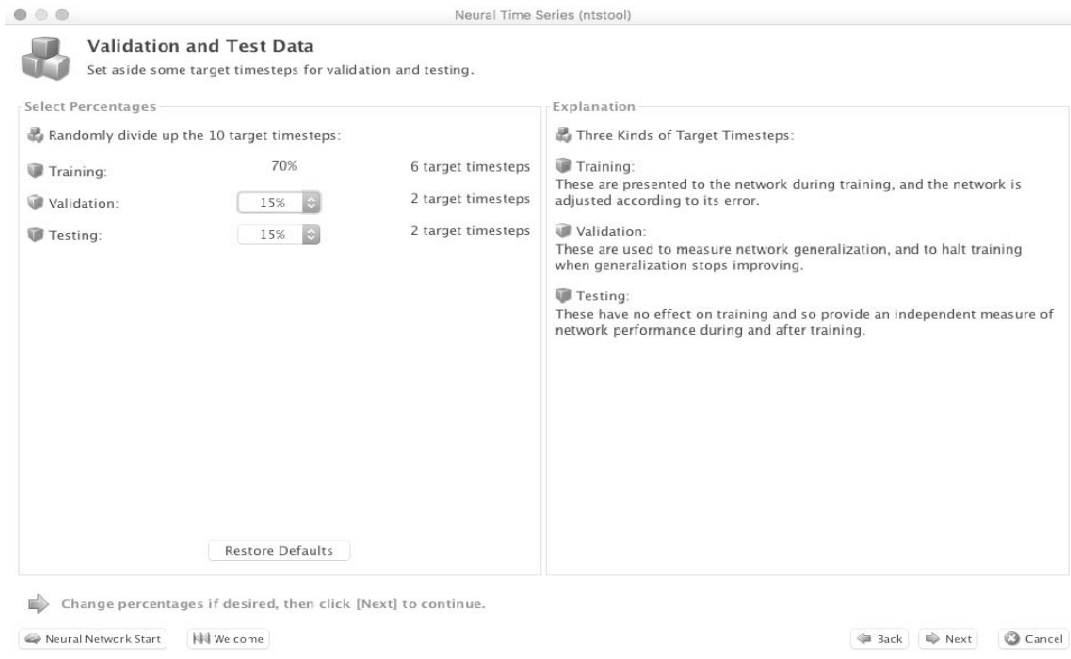 Neural Time Series (ntstool)
Validation and Test Data
Set aside some target timesteps for validation and testing.
Select Percentages
Randomly divide up the 10 target timesteps:
Training: 70% 6 target timesteps
Validation: 15% 2 target timesteps
Testing: 15% 2 target timesteps
Restore Defaults
Explanation
Three Kinds of Target Timesteps:
Training:
These are presented to the network during training, and the network is
adjusted according to its error.
Validation:
These are used to measure network generalization, and to halt training
when generalization stops improving.
Testing:
These have no effect on training and so provide an independent measure of
network performance during and after training.
Change percentages if desired, then click [Next] to continue.
Neural Network Start Welcome Back Next Cancel